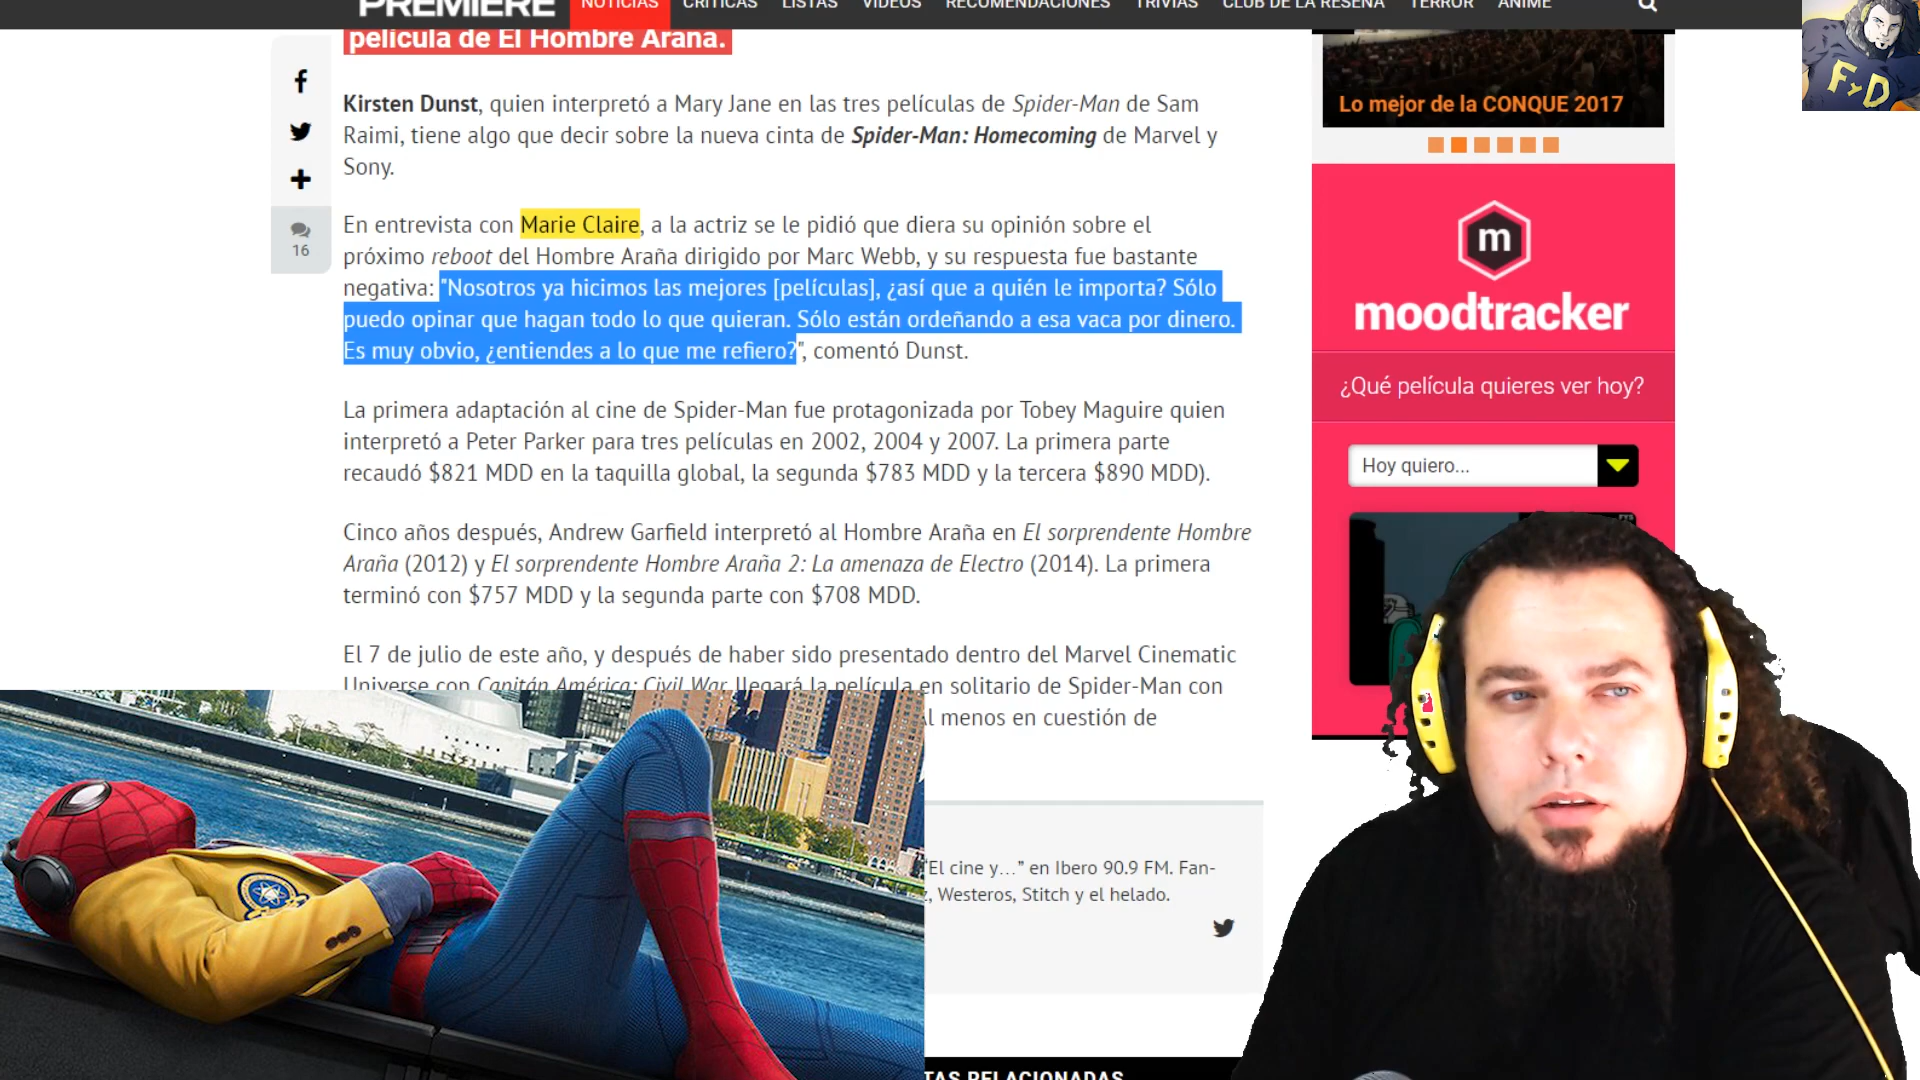 PREMIERE
NOTICIAS CRÍTICAS LISTAS VIDEOS RECOMENDACIONES TRIVIAS CLUB DE LA RESEÑA TERROR ANIME
película de El Hombre Araña.
Kirsten Dunst, quien interpretó a Mary Jane en las tres películas de Spider-Man de Sam
Raimi, tiene algo que decir sobre la nueva cinta de Spider-Man: Homecoming de Marvel y
Sony.
16
En entrevista con Marie Claire, a la actriz se le pidió que diera su opinión sobre el
próximo reboot del Hombre Araña dirigido por Marc Webb, y su respuesta fue bastante
negativa: "Nosotros ya hicimos las mejores [películas], ¿así que a quién le importa? Sólo
puedo opinar que hagan todo lo que quieran. Sólo están ordeñando a esa vaca por dinero.
Es muy obvio, ¿entiendes a lo que me refiero?", comentó Dunst.
La primera adaptación al cine de Spider-Man fue protagonizada por Tobey Maguire quien
interpretó a Peter Parker para tres películas en 2002, 2004 y 2007. La primera parte
recaudó $821 MDD en la taquilla global, la segunda $783 MDD y la tercera $890 MDD).
Cinco años después, Andrew Garfield interpretó al Hombre Araña en El sorprendente Hombre
Araña (2012) y El sorprendente Hombre Araña 2: La amenaza de Electro (2014). La primera
terminó con $757 MDD y la segunda parte con $708 MDD.
El 7 de julio de este año, y después de haber sido presentado dentro del Marvel Cinematic
Universe con Capitán América: Civil War, llegará la película en solitario de Spider-Man con
Al menos en cuestión de
"El cine y…" en Ibero 90.9 FM. Fan-
, Westeros, Stitch y el helado.
TAS RELACIONADAS
Lo mejor de la CONQUE 2017
m
moodtracker
¿Qué película quieres ver hoy?
Hoy quiero...
F y D